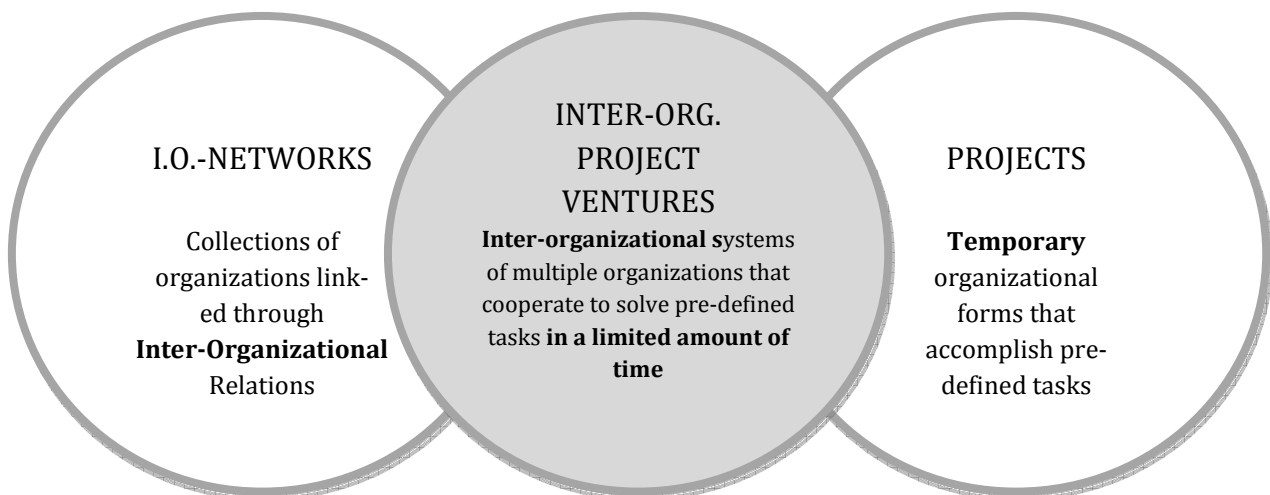 I.O.-NETWORKS
Collections of
organizations link-
ed through
Inter-Organizational
Relations
INTER-ORG.
PROJECT
VENTURES
Inter-organizational systems
of multiple organizations that
cooperate to solve pre-defined
tasks in a limited amount of
time
PROJECTS
Temporary
organizational
forms that
accomplish pre-
defined tasks